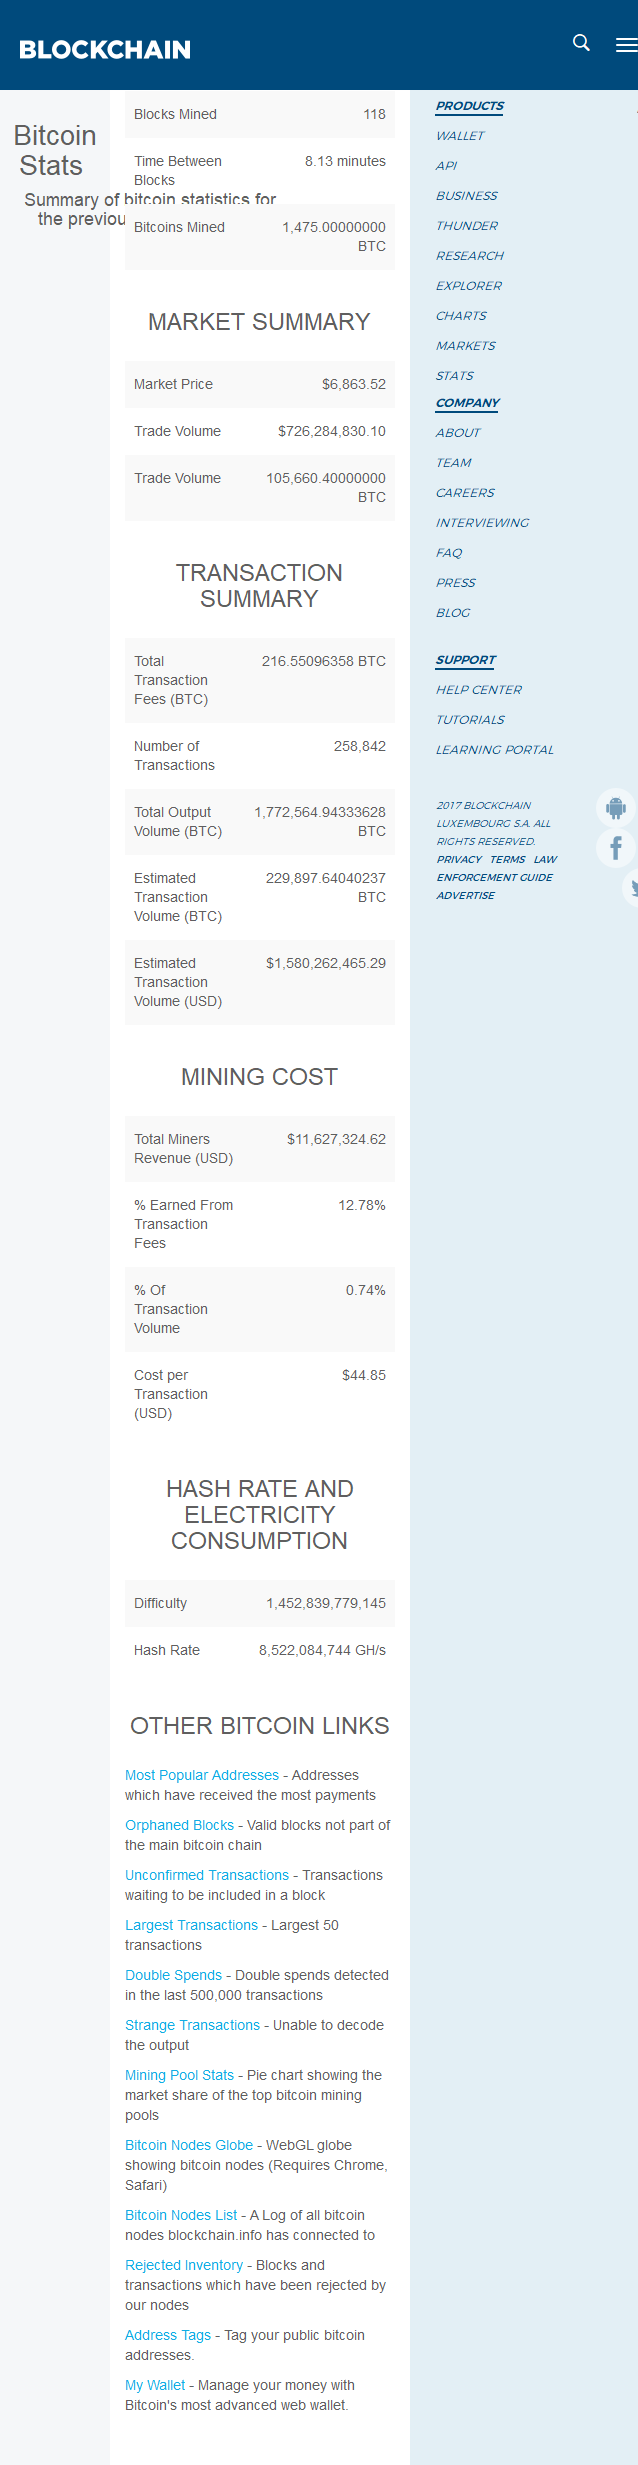 BLOCKCHAIN
Bitcoin
Stats
Summary of bitcoin statistics for
the previou
Blocks Mined 118
Time Between 8.13 minutes
Blocks
Bitcoins Mined 1,475.00000000
BTC
MARKET SUMMARY
Market Price $6,863.52
Trade Volume $726,284,830.10
Trade Volume 105,660.40000000
BTC
TRANSACTION
SUMMARY
Total 216.55096358 BTC
Transaction
Fees (BTC)
Number of 258,842
Transactions
Total Output 1,772,564.94333628
Volume (BTC) BTC
Estimated 229,897.64040237
Transaction BTC
Volume (BTC)
Estimated $1,580,262,465.29
Transaction
Volume (USD)
MINING COST
Total Miners $11,627,324.62
Revenue (USD)
% Earned From 12.78%
Transaction
Fees
% Of 0.74%
Transaction
Volume
Cost per $44.85
Transaction
(USD)
HASH RATE AND
ELECTRICITY
CONSUMPTION
Difficulty 1,452,839,779,145
Hash Rate 8,522,084,744 GH/s
OTHER BITCOIN LINKS
Most Popular Addresses - Addresses
which have received the most payments
Orphaned Blocks - Valid blocks not part of
the main bitcoin chain
Unconfirmed Transactions - Transactions
waiting to be included in a block
Largest Transactions - Largest 50
transactions
Double Spends - Double spends detected
in the last 500,000 transactions
Strange Transactions - Unable to decode
the output
Mining Pool Stats - Pie chart showing the
market share of the top bitcoin mining
pools
Bitcoin Nodes Globe - WebGL globe
showing bitcoin nodes (Requires Chrome,
Safari)
Bitcoin Nodes List - A Log of all bitcoin
nodes blockchain.info has connected to
Rejected Inventory - Blocks and
transactions which have been rejected by
our nodes
Address Tags - Tag your public bitcoin
addresses.
My Wallet - Manage your money with
Bitcoin's most advanced web wallet.
PRODUCTS
WALLET
API
BUSINESS
THUNDER
RESEARCH
EXPLORER
CHARTS
MARKETS
STATS
COMPANY
ABOUT
TEAM
CAREERS
INTERVIEWING
FAQ
PRESS
BLOG
SUPPORT
HELP CENTER
TUTORIALS
LEARNING PORTAL
2017 BLOCKCHAIN
LUXEMBOURG S.A. ALL
RIGHTS RESERVED.
PRIVACY TERMS LAW
ENFORCEMENT GUIDE
ADVERTISE